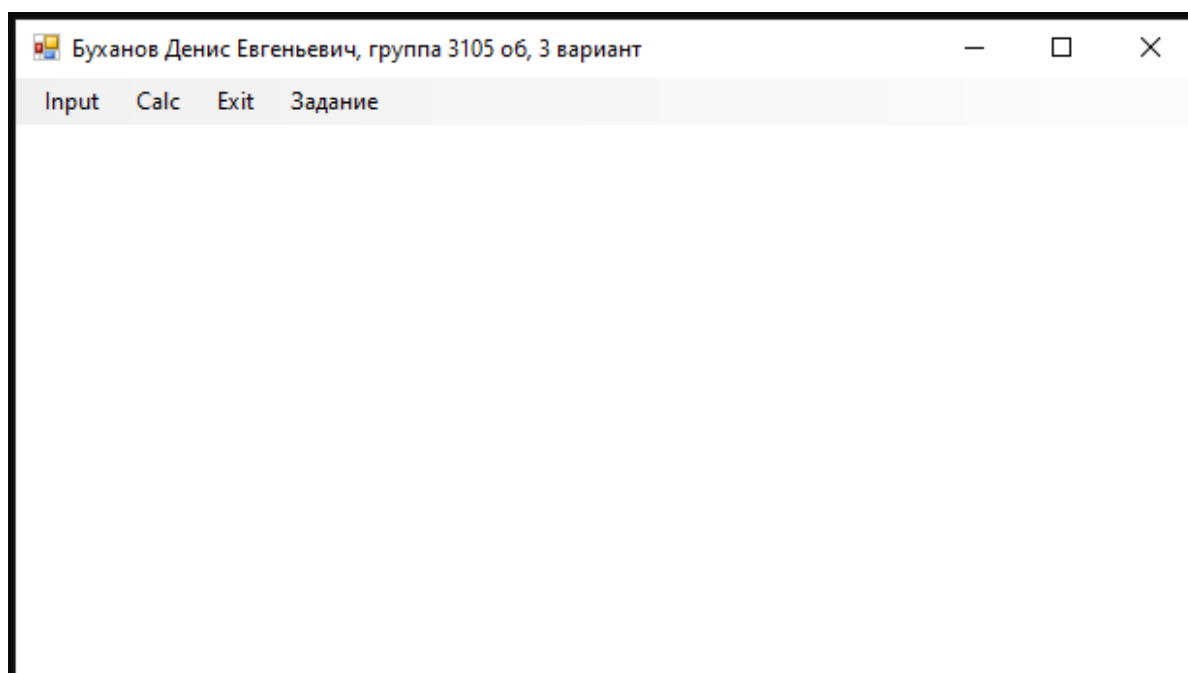 Буханов Денис Евгеньевич, группа 3105 об, 3 вариант
Input Calc Exit Задание